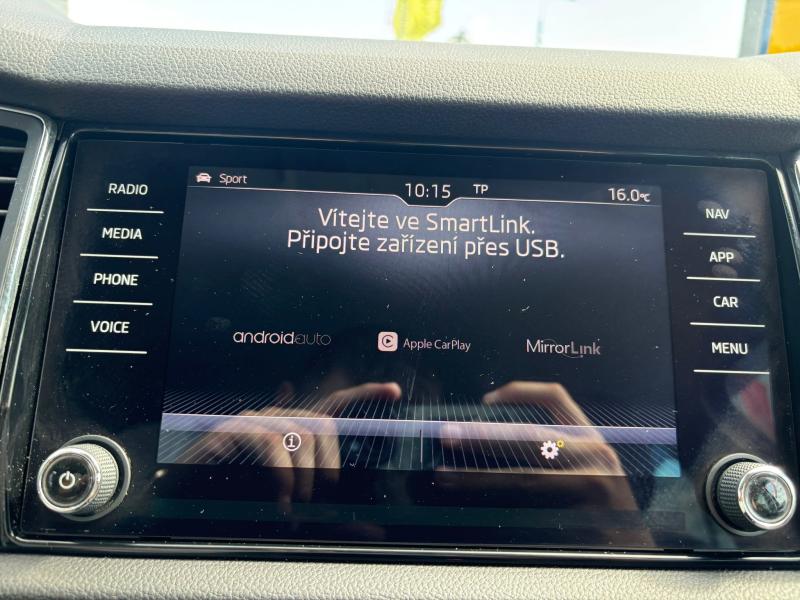 RADIO
MEDIA
PHONE
VOICE
Sport
10:15 TP
16.0°C
Vítejte ve SmartLink.
Připojte zařízení přes USB.
androidauto
Apple CarPlay
MirrorLink
NAV
APP
CAR
MENU